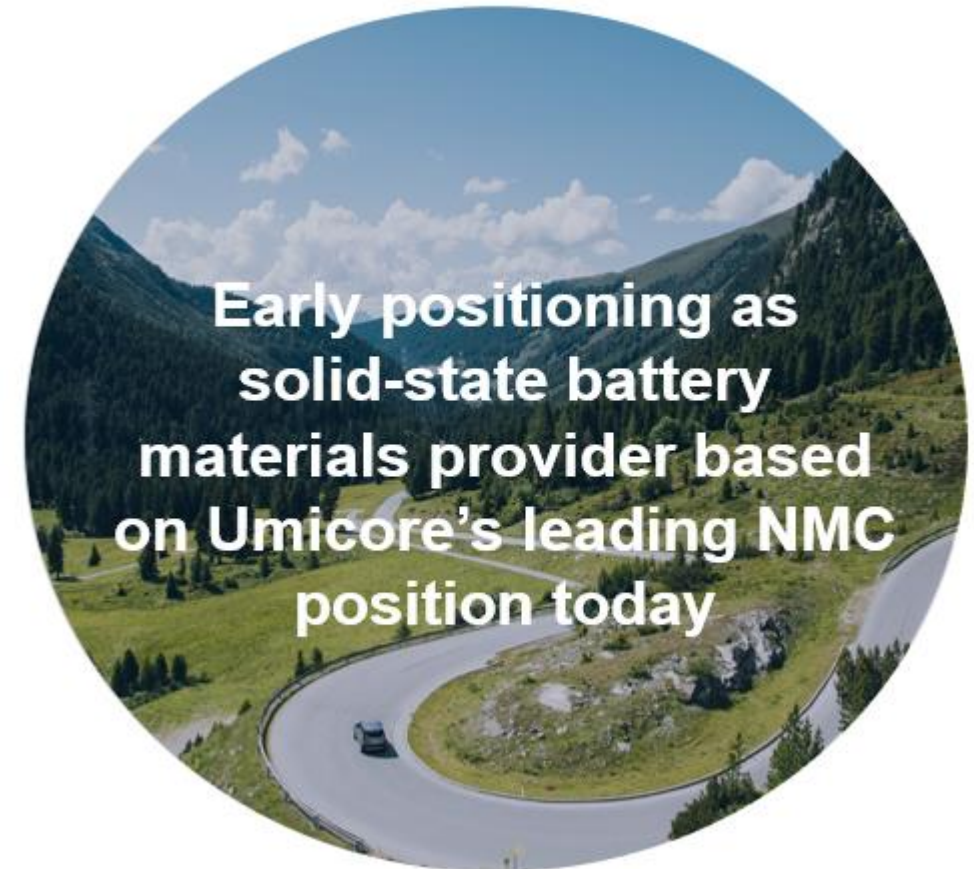 Early positioning as
solid-state battery
materials provider based
on Umicore’s leading NMC
position today